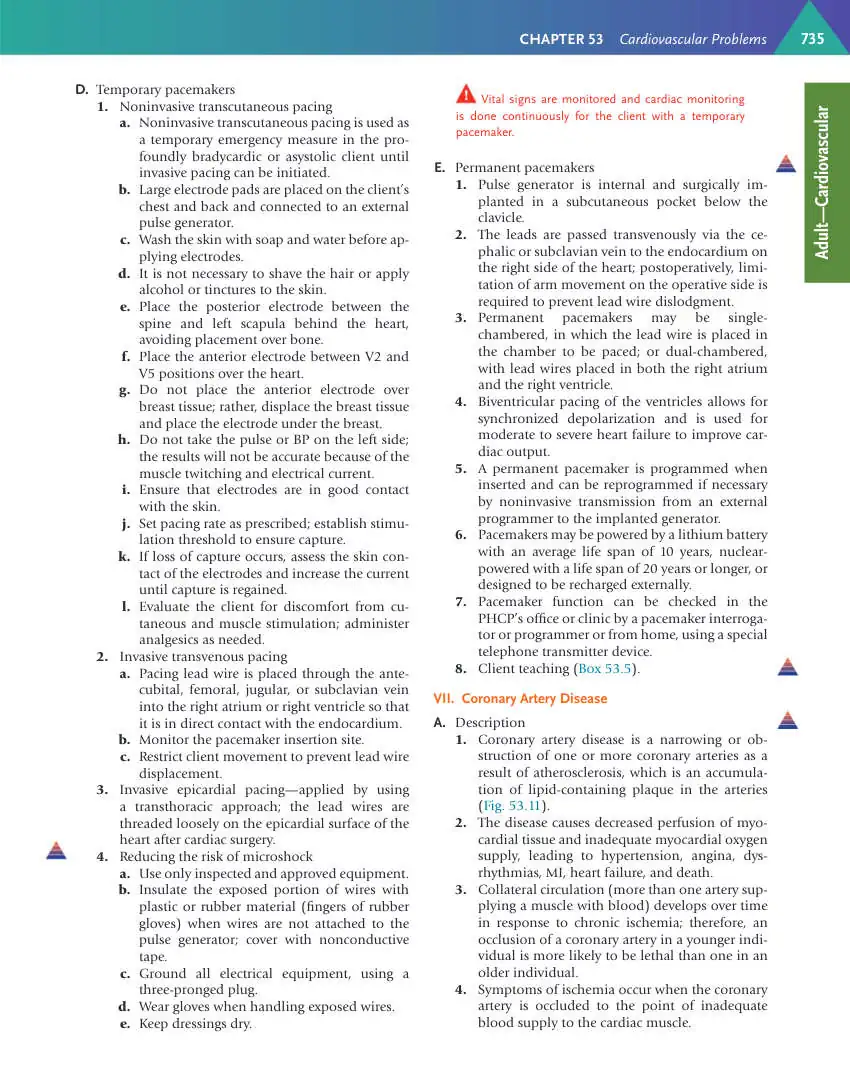 CHAPTER 53 Cardiovascular Problems 735
D. Temporary pacemakers
1. Noninvasive transcutaneous pacing
a. Noninvasive transcutaneous pacing is used as
a temporary emergency measure in the pro-
foundly bradycardic or asystolic client until
invasive pacing can be initiated.
b. Large electrode pads are placed on the client's
chest and back and connected to an external
pulse generator.
c. Wash the skin with soap and water before ap-
plying electrodes.
d. It is not necessary to shave the hair or apply
alcohol or tinctures to the skin.
e. Place the posterior electrode between the
spine and left scapula behind the heart,
avoiding placement over bone.
f. Place the anterior electrode between V2 and
V5 positions over the heart.
g. Do not place the anterior electrode over
breast tissue; rather, displace the breast tissue
and place the electrode under the breast.
h. Do not take the pulse or BP on the left side;
the results will not be accurate because of the
muscle twitching and electrical current.
i. Ensure that electrodes are in good contact
with the skin.
j. Set pacing rate as prescribed; establish stimu-
lation threshold to ensure capture.
k. If loss of capture occurs, assess the skin con-
tact of the electrodes and increase the current
until capture is regained.
l. Evaluate the client for discomfort from cu-
taneous and muscle stimulation; administer
analgesics as needed.
2. Invasive transvenous pacing
a. Pacing lead wire is placed through the ante-
cubital, femoral, jugular, or subclavian vein
into the right atrium or right ventricle so that
it is in direct contact with the endocardium.
b. Monitor the pacemaker insertion site.
c. Restrict client movement to prevent lead wire
displacement.
3. Invasive epicardial pacing—applied by using
a transthoracic approach; the lead wires are
threaded loosely on the epicardial surface of the
heart after cardiac surgery.
4. Reducing the risk of microshock
a. Use only inspected and approved equipment.
b. Insulate the exposed portion of wires with
plastic or rubber material (fingers of rubber
gloves) when wires are not attached to the
pulse generator; cover with nonconductive
tape.
c. Ground all electrical equipment, using a
three-pronged plug.
d. Wear gloves when handling exposed wires.
e. Keep dressings dry.
Vital signs are monitored and cardiac monitoring
is done continuously for the client with a temporary
pacemaker.
E. Permanent pacemakers
1. Pulse generator is internal and surgically im-
planted in a subcutaneous pocket below the
clavicle.
2. The leads are passed transvenously via the ce-
phalic or subclavian vein to the endocardium on
the right side of the heart; postoperatively, limi-
tation of arm movement on the operative side is
required to prevent lead wire dislodgment.
3. Permanent pacemakers may be single-
chambered, in which the lead wire is placed in
the chamber to be paced; or dual-chambered,
with lead wires placed in both the right atrium
and the right ventricle.
4. Biventricular pacing of the ventricles allows for
synchronized depolarization and is used for
moderate to severe heart failure to improve car-
diac output.
5. A permanent pacemaker is programmed when
inserted and can be reprogrammed if necessary
by noninvasive transmission from an external
programmer to the implanted generator.
6. Pacemakers may be powered by a lithium battery
with an average life span of 10 years, nuclear-
powered with a life span of 20 years or longer, or
designed to be recharged externally.
7. Pacemaker function can be checked in the
PHCP's office or clinic by a pacemaker interroga-
tor or programmer or from home, using a special
telephone transmitter device.
8. Client teaching (Box 53.5).
VII. Coronary Artery Disease
A. Description
1. Coronary artery disease is a narrowing or ob-
struction of one or more coronary arteries as a
result of atherosclerosis, which is an accumula-
tion of lipid-containing plaque in the arteries
(Fig. 53.11).
2. The disease causes decreased perfusion of myo-
cardial tissue and inadequate myocardial oxygen
supply, leading to hypertension, angina, dys-
rhythmias, MI, heart failure, and death.
3. Collateral circulation (more than one artery sup-
plying a muscle with blood) develops over time
in response to chronic ischemia; therefore, an
occlusion of a coronary artery in a younger indi-
vidual is more likely to be lethal than one in an
older individual.
4. Symptoms of ischemia occur when the coronary
artery is occluded to the point of inadequate
blood supply to the cardiac muscle.
Adult—Cardiovascular